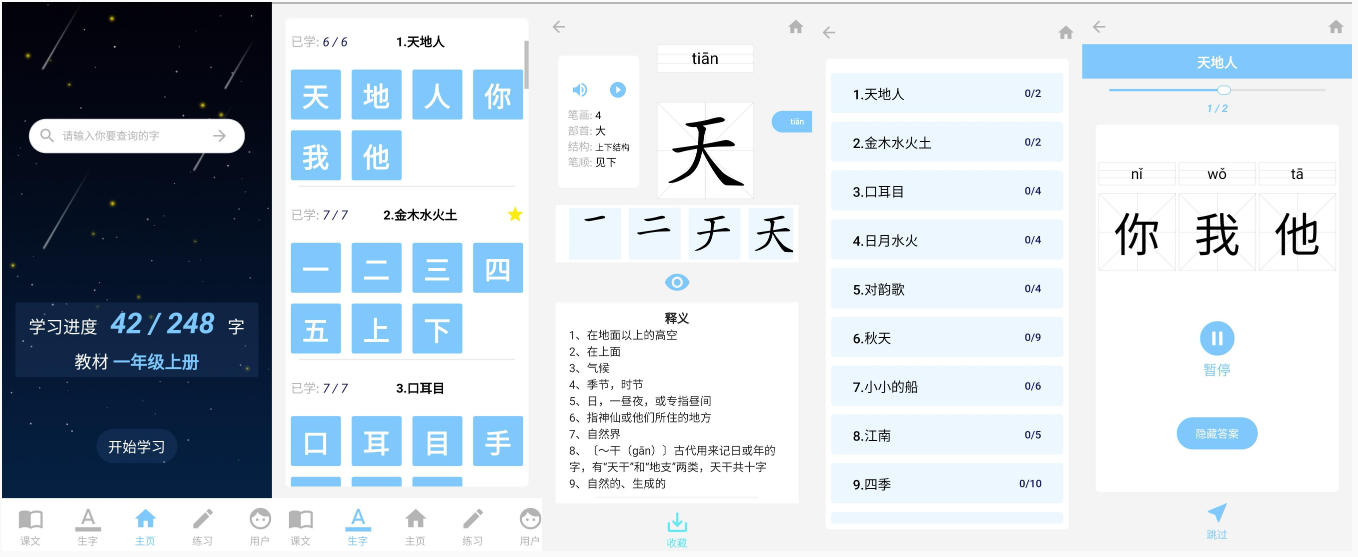 请输入你要查询的字
学习进度 42 / 248 字
教材 一年级上册
开始学习
课文 生字 主页 练习 用户
已学: 6 / 6 1.天地人
天 地 人 你
我 他
已学: 7 / 7 2.金木水火土
一 二 三 四
五 上 下
已学: 7 / 7 3.口耳目
口 耳 目 手
课文 生字 主页 练习 用户
tiān
笔画: 4
部首: 大
结构: 上下结构
笔顺: 见下
天
tiān
一 二 于 天
释义
1、在地面以上的高空
2、在上面
3、气候
4、季节，时节
5、日，一昼夜，或专指昼间
6、指神仙或他们所住的地方
7、自然界
8、〔～干（gān）〕古代用来记日或年的
字，有“天干”和“地支”两类，天干共十字
9、自然的、生成的
收藏
1.天地人 0/2
2.金木水火土 0/2
3.口耳目 0/4
4.日月水火 0/4
5.对韵歌 0/4
6.秋天 0/9
7.小小的船 0/6
8.江南 0/5
9.四季 0/10
天地人
1 / 2
nǐ wǒ tā
你 我 他
暂停
隐藏答案
跳过